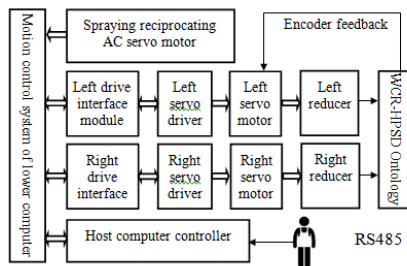 Motion control system of lower computer
Spraying reciprocating
AC servo motor
Encoder feedback
Left drive
interface
module
Left
servo
driver
Left
servo
motor
Left
reducer
WCR-HPSD Ontology
Right
drive
interface
Right
servo
driver
Right
servo
motor
Right
reducer
Host computer controller
RS485